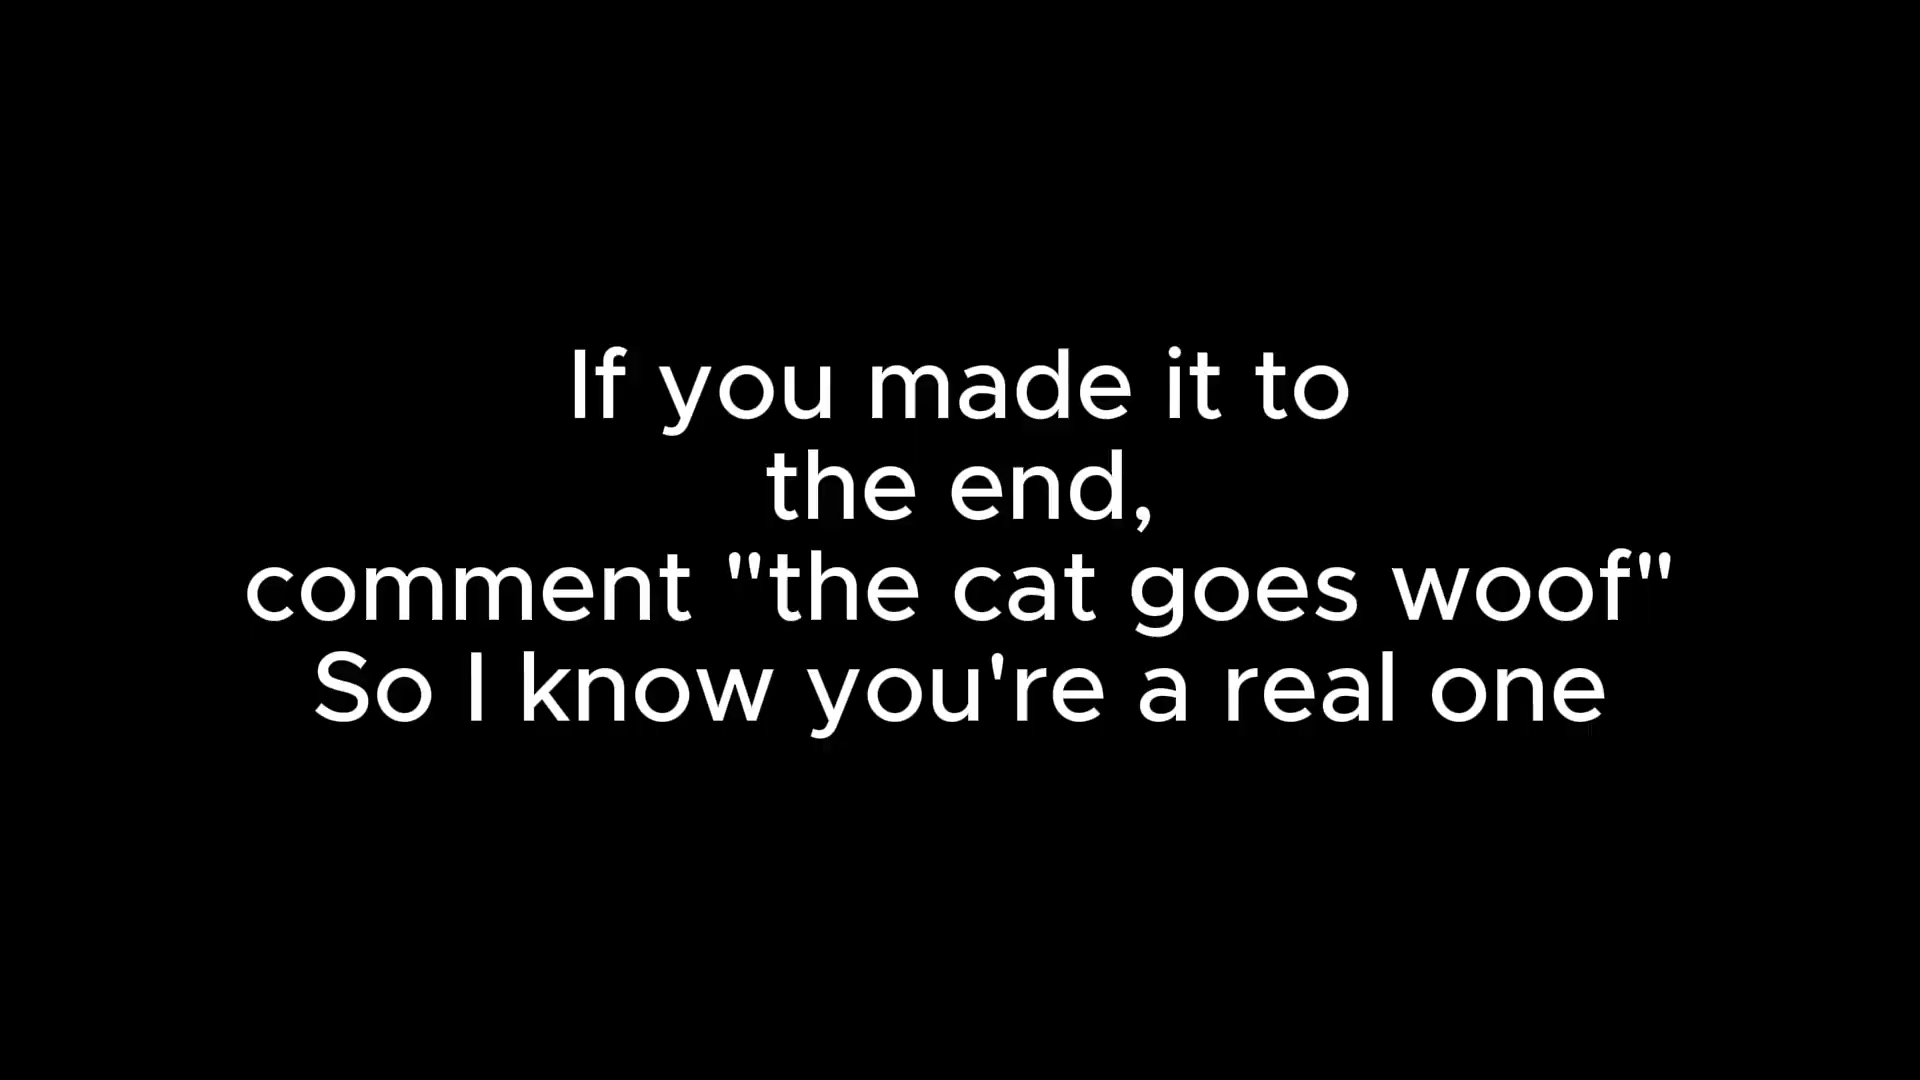 If you made it to
the end,
comment "the cat goes woof"
So I know you're a real one